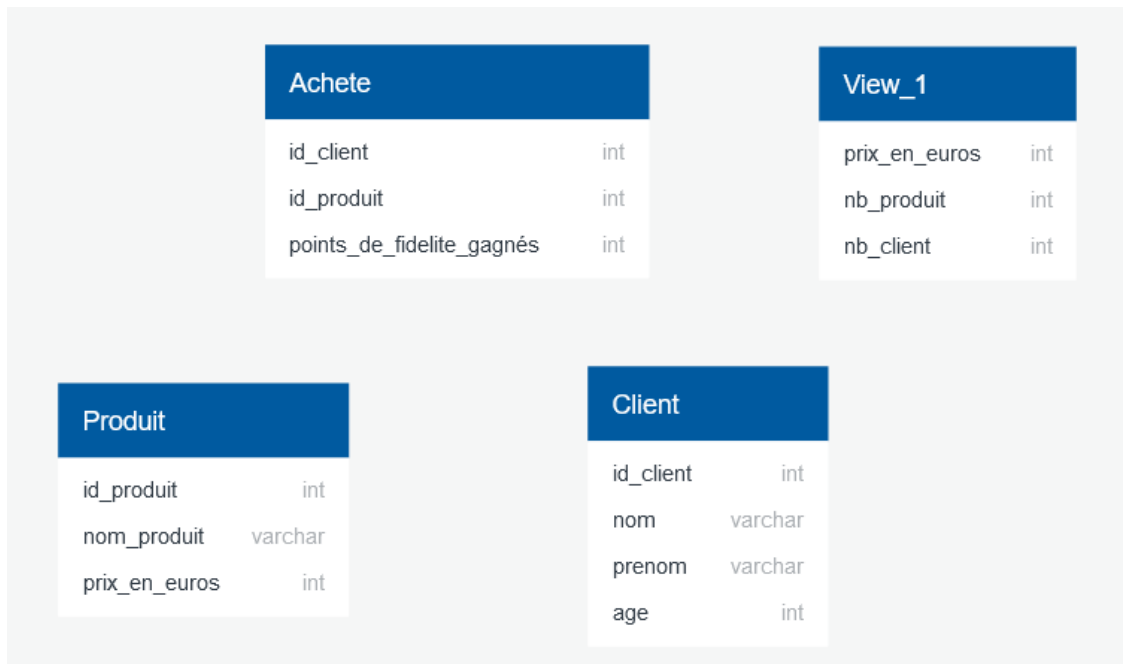 Achete
id_client int
id_produit int
points_de_fidelite_gagnés int
View_1
prix_en_euros int
nb_produit int
nb_client int
Produit
id_produit int
nom_produit varchar
prix_en_euros int
Client
id_client int
nom varchar
prenom varchar
age int